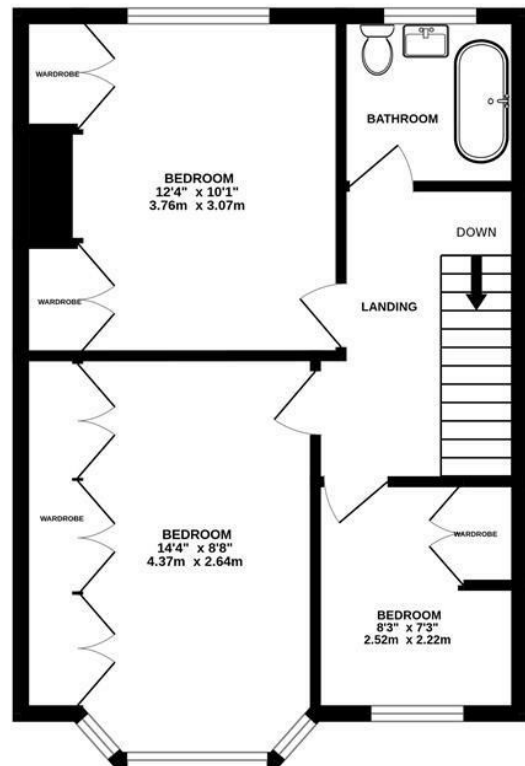 WARDROBE
BATHROOM
BEDROOM
12'4" x 10'1"
3.76m x 3.07m
DOWN
WARDROBE
LANDING
WARDROBE
BEDROOM
14'4" x 8'8"
4.37m x 2.64m
WARDROBE
BEDROOM
8'3" x 7'3"
2.52m x 2.22m